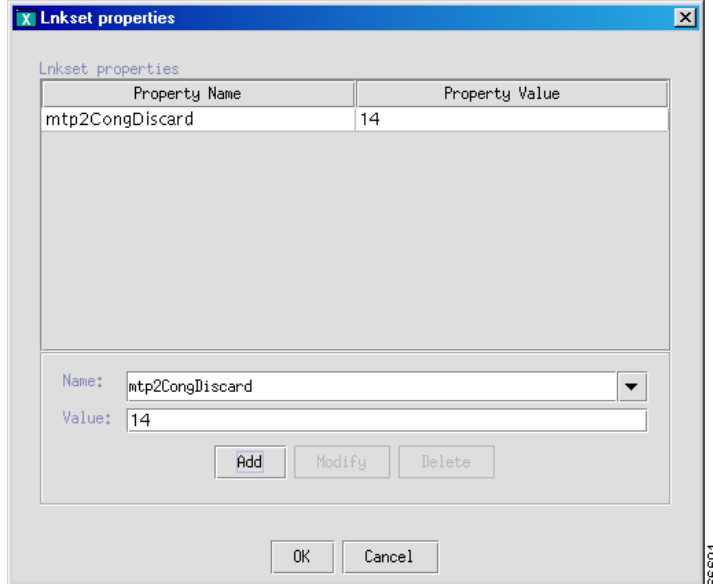 X Lnkset properties
Lnkset properties
Property Name Property Value
mtp2CongDiscard 14
Name: mtp2CongDiscard
Value: 14
Add Modify Delete
OK Cancel